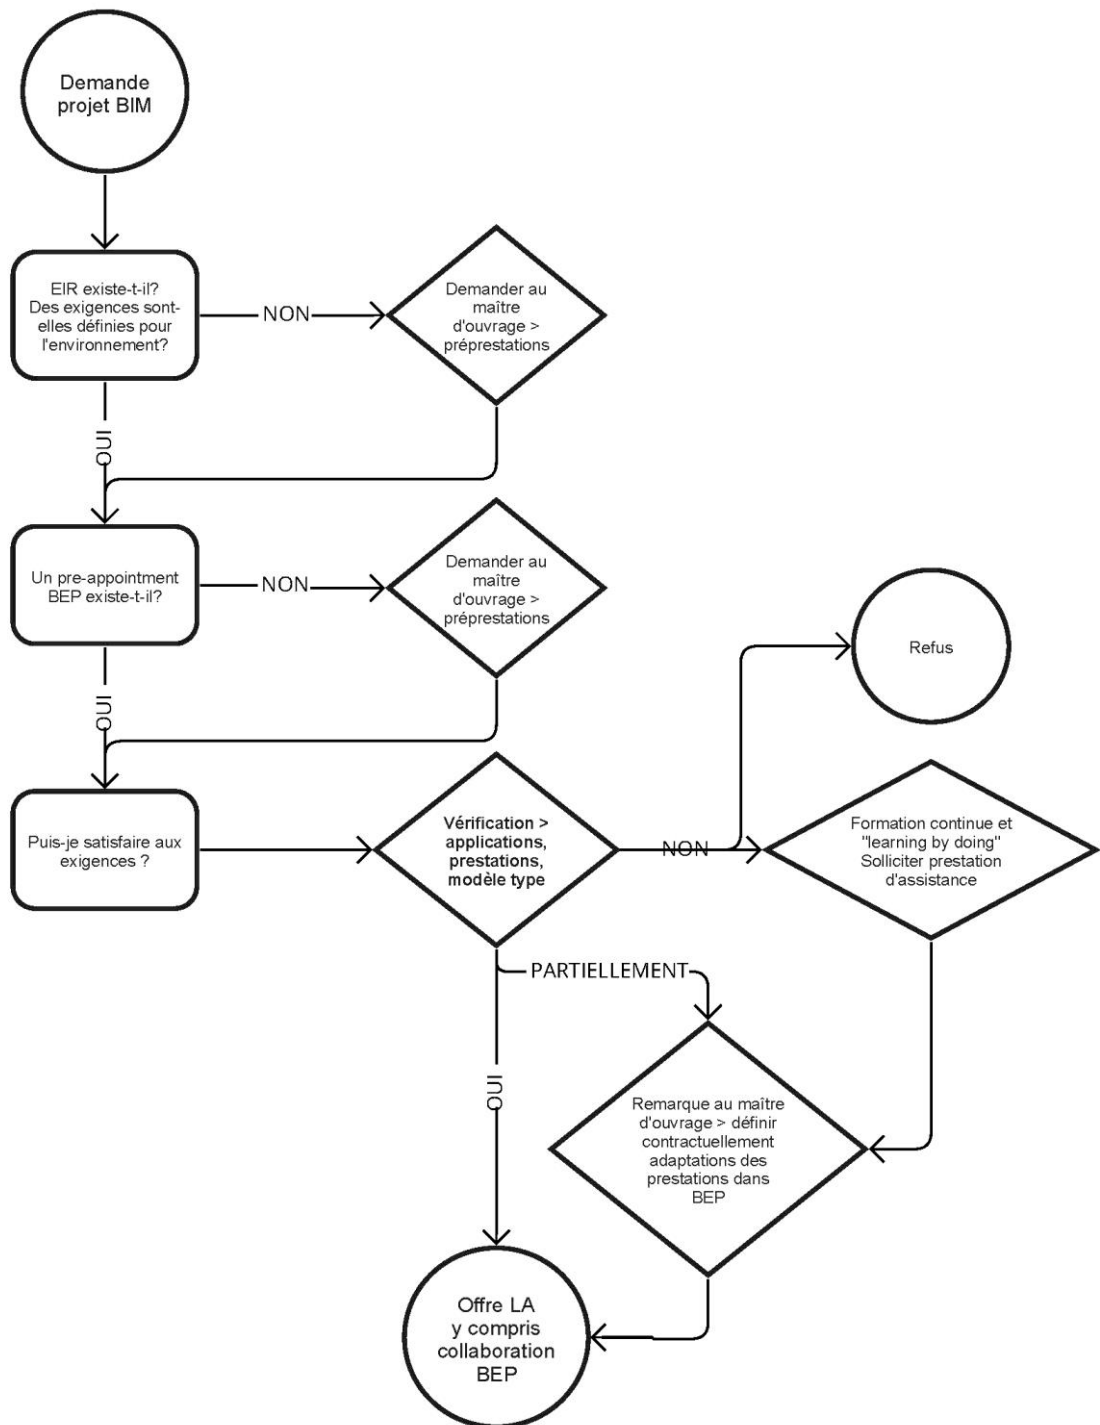 Demande
projet BIM
EIR existe-t-il?
Des exigences sont-
elles définies pour
l'environnement?
NON
Demander au
maître
d'ouvrage >
préprestations
OUI
Un pre-appointment
BEP existe-t-il?
NON
Demander au
maître
d'ouvrage >
préprestations
Refus
OUI
Puis-je satisfaire aux
exigences ?
Vérification >
applications,
prestations,
modèle type
NON
Formation continue et
"learning by doing"
Solliciter prestation
d'assistance
PARTIELLEMENT
OUI
Remarque au maître
d'ouvrage > définir
contractuellement
adaptations des
prestations dans
BEP
Offre LA
y compris
collaboration
BEP